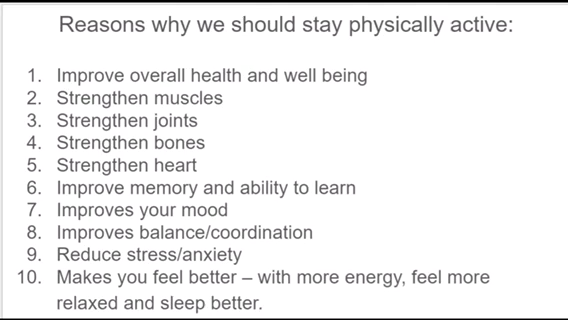 Reasons why we should stay physically active:
1. Improve overall health and well being
2. Strengthen muscles
3. Strengthen joints
4. Strengthen bones
5. Strengthen heart
6. Improve memory and ability to learn
7. Improves your mood
8. Improves balance/coordination
9. Reduce stress/anxiety
10. Makes you feel better – with more energy, feel more
relaxed and sleep better.